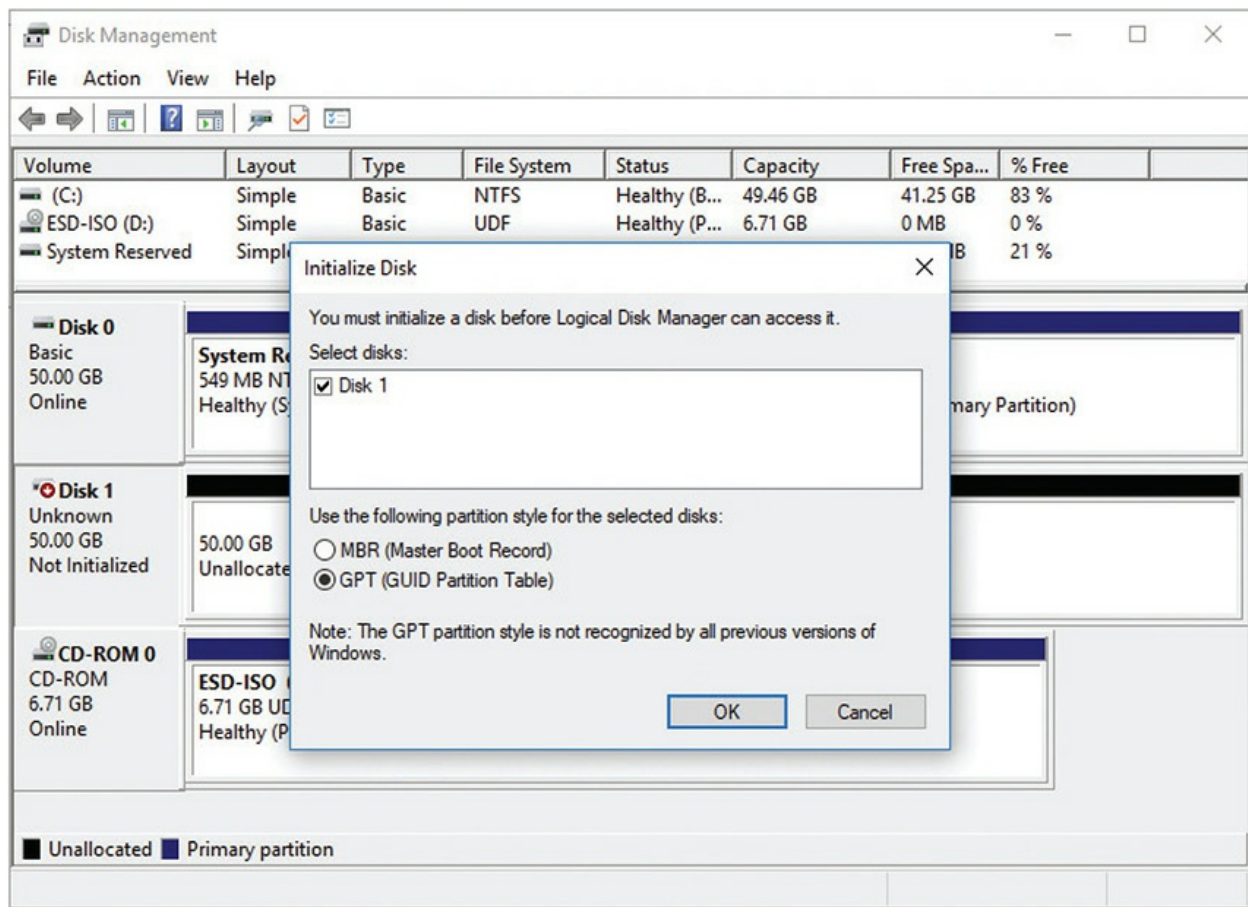 Disk Management
File Action View Help
Volume Layout Type File System Status Capacity Free Spa... % Free
(C:) Simple Basic NTFS Healthy (B... 49.46 GB 41.25 GB 83 %
ESD-ISO (D:) Simple Basic UDF Healthy (P... 6.71 GB 0 MB 0 %
System Reserved 21 %
Initialize Disk
You must initialize a disk before Logical Disk Manager can access it.
Select disks:
Disk 1
Use the following partition style for the selected disks:
MBR (Master Boot Record)
GPT (GUID Partition Table)
Note: The GPT partition style is not recognized by all previous versions of
Windows.
OK Cancel
Disk 0
Basic
50.00 GB
Online
System Re
549 MB NT
Healthy (S
mary Partition)
Disk 1
Unknown
50.00 GB
Not Initialized
50.00 GB
Unallocate
CD-ROM 0
CD-ROM
6.71 GB
Online
ESD-ISO
6.71 GB UD
Healthy (P
Unallocated Primary partition